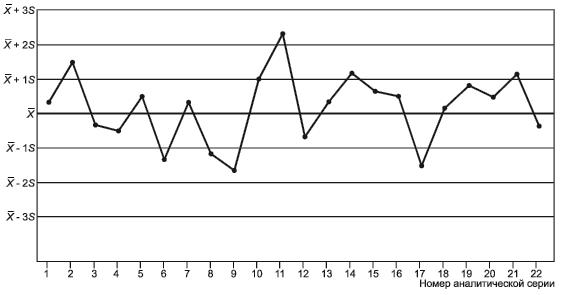 X̅ + 3S
X̅ + 2S
X̅ + 1S
X̅
X̅ - 1S
X̅ - 2S
X̅ - 3S
1 2 3 4 5 6 7 8 9 10 11 12 13 14 15 16 17 18 19 20 21 22
Номер аналитической серии